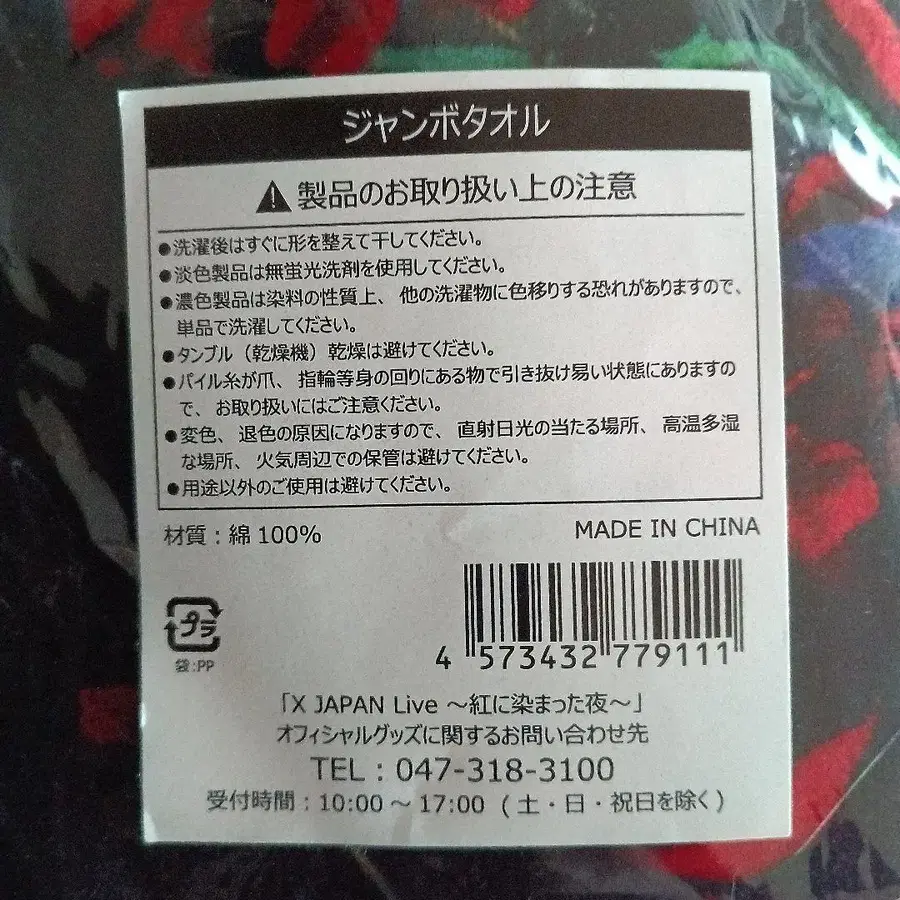 ジャンボタオル
製品のお取り扱い上の注意
●洗濯後はすぐに形を整えて干してください。
●淡色製品は無蛍光洗剤を使用してください。
●濃色製品は染料の性質上、他の洗濯物に色移りする恐れがありますので、
単品で洗濯してください。
●タンブル（乾燥機）乾燥は避けてください。
●パイル糸が爪、指輪等身の回りにある物で引き抜け易い状態にありますの
で、お取り扱いにはご注意ください。
●変色、退色の原因になりますので、直射日光の当たる場所、高温多湿
な場所、火気周辺での保管は避けてください。
●用途以外のご使用は避けてください。
材質：綿100%
MADE IN CHINA
プラ
袋:PP
4 573432 779111
「X JAPAN Live ～紅に染まった夜～」
オフィシャルグッズに関するお問い合わせ先
TEL：047-318-3100
受付時間：10:00～17:00（土・日・祝日を除く）